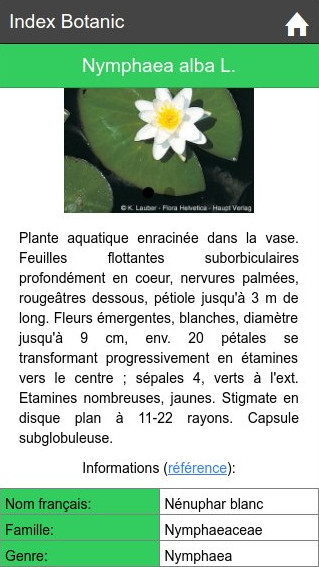 Index Botanic
Nymphaea alba L.
© K. Lauber - Flora Helvetica - Haupt Verlag
Plante aquatique enracinée dans la vase.
Feuilles flottantes suborbiculaires
profondément en coeur, nervures palmées,
rougeâtres dessous, pétiole jusqu'à 3 m de
long. Fleurs émergentes, blanches, diamètre
jusqu'à 9 cm, env. 20 pétales se
transformant progressivement en étamines
vers le centre ; sépales 4, verts à l'ext.
Etamines nombreuses, jaunes. Stigmate en
disque plan à 11-22 rayons. Capsule
subglobuleuse.
Informations (référence):
Nom français: Nénuphar blanc
Famille: Nymphaeaceae
Genre: Nymphaea